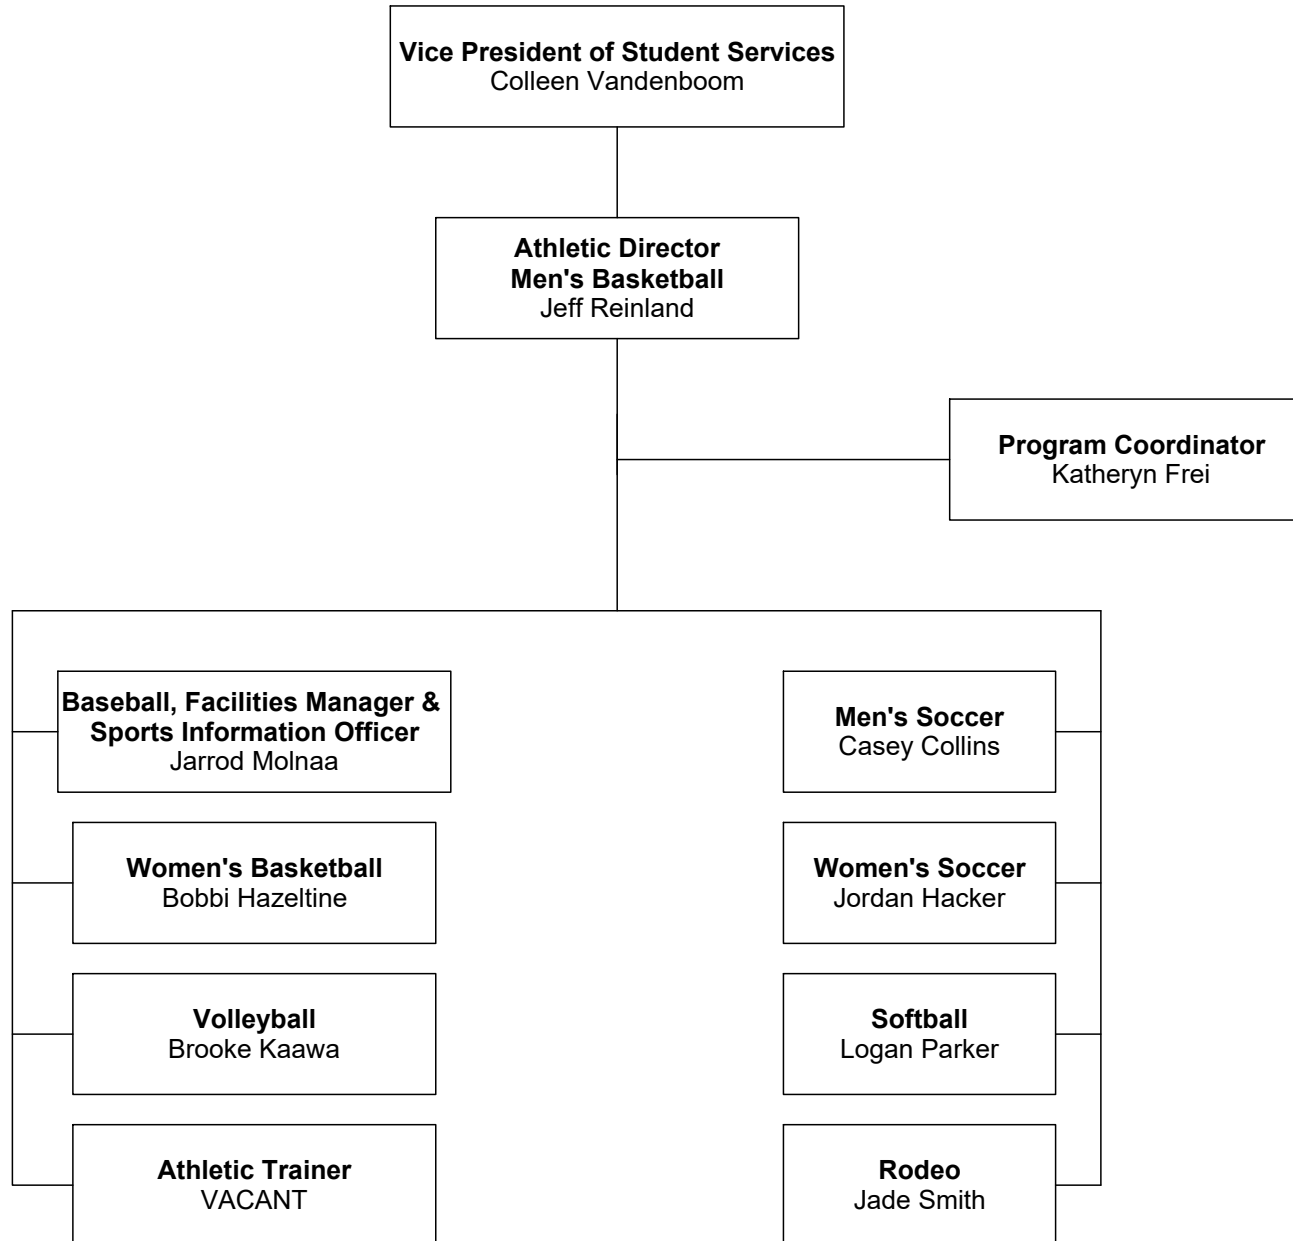 Vice President of Student Services
Colleen Vandenboom
Athletic Director
Men's Basketball
Jeff Reinland
Program Coordinator
Katheryn Frei
Baseball, Facilities Manager &
Sports Information Officer
Jarrod Molnaa
Women's Basketball
Bobbi Hazeltine
Volleyball
Brooke Kaawa
Athletic Trainer
VACANT
Men's Soccer
Casey Collins
Women's Soccer
Jordan Hacker
Softball
Logan Parker
Rodeo
Jade Smith